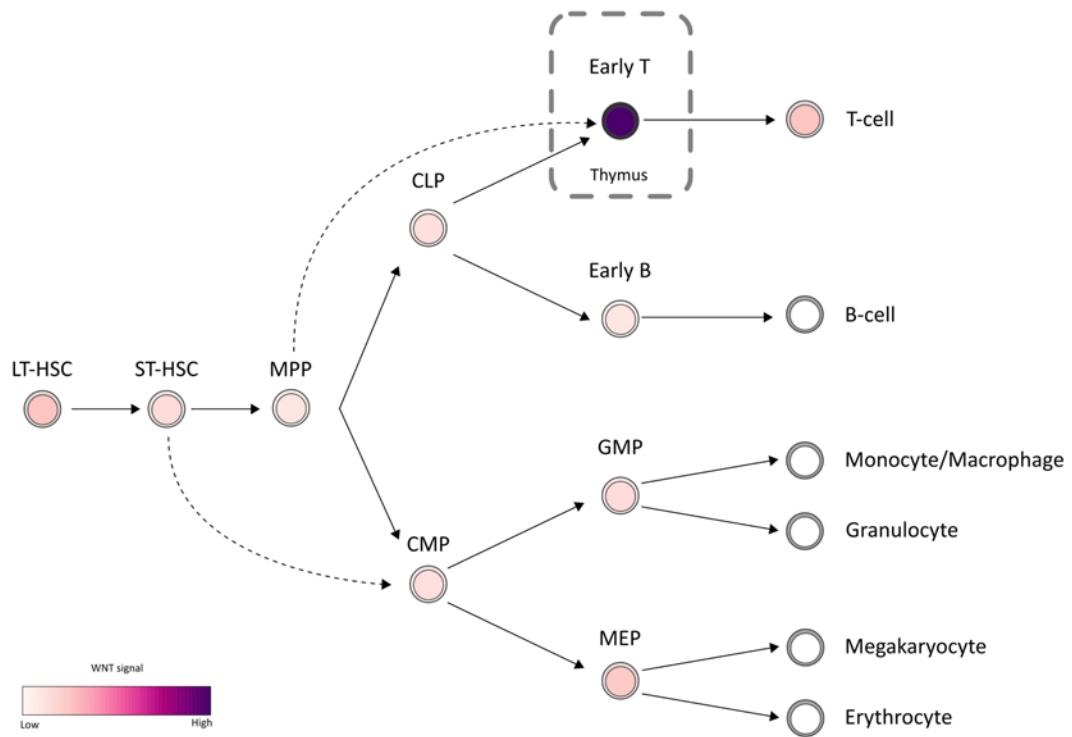 Early T
T-cell
Thymus
CLP
Early B
B-cell
LT-HSC
ST-HSC
MPP
GMP
Monocyte/Macrophage
Granulocyte
CMP
MEP
Megakaryocyte
Erythrocyte
WNT signal
Low
High